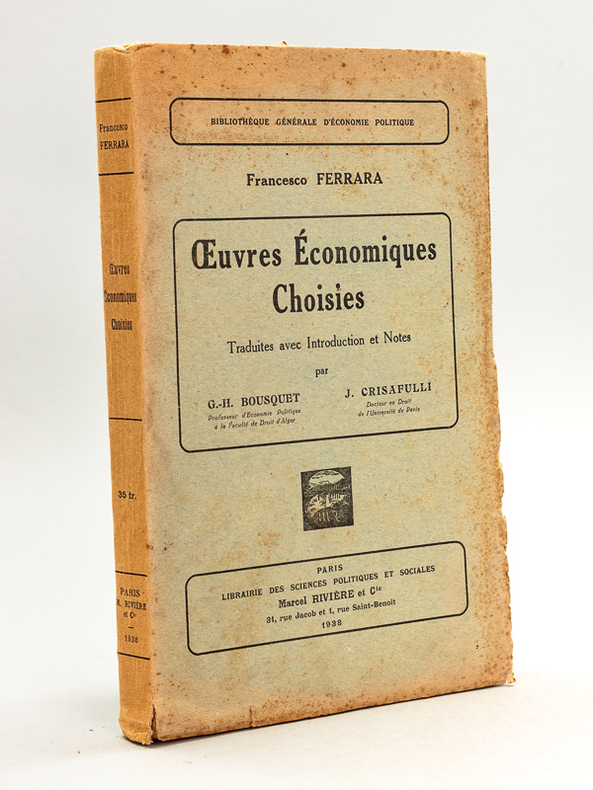 Francesco
FERRARA
Œuvres
Économiques
Choisies
35 fr.
PARIS
M. RIVIÈRE
et Cie
1938
BIBLIOTHÈQUE GÉNÉRALE D'ÉCONOMIE POLITIQUE
Francesco FERRARA
Œuvres Économiques
Choisies
Traduites avec Introduction et Notes
par
G.-H. BOUSQUET
Professeur d'Économie Politique
à la Faculté de Droit d'Alger
J. CRISAFULLI
Docteur en Droit
de l'Université de Paris
PARIS
LIBRAIRIE DES SCIENCES POLITIQUES ET SOCIALES
Marcel RIVIÈRE et Cie
31, rue Jacob et 1, rue Saint-Benoit
1938